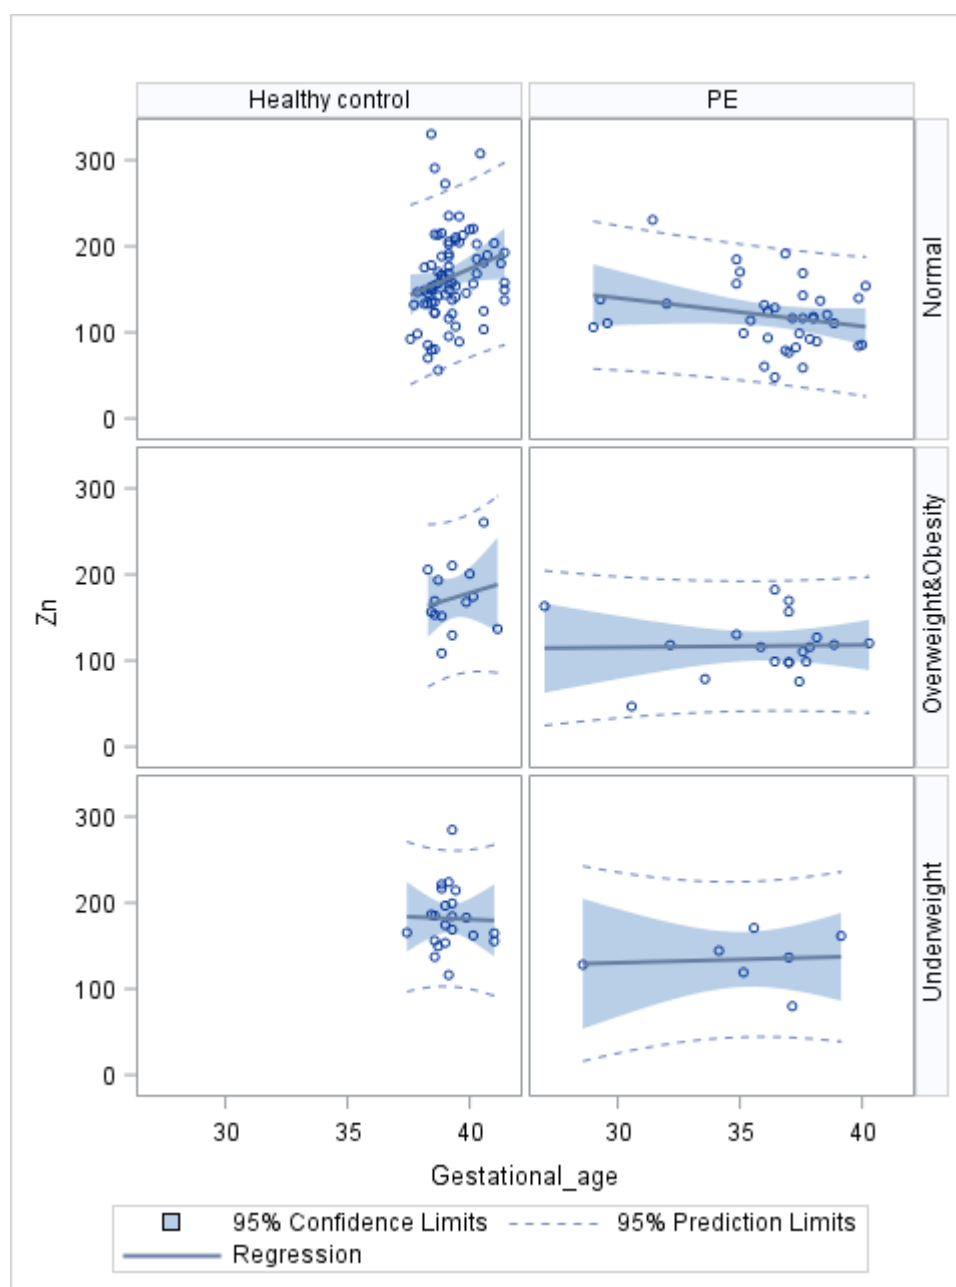 Healthy control PE
300
200
100
0
Normal
300
200
100
0
Overweight&Obesity
Zn
300
200
100
0
Underweight
30 35 40 30 35 40
Gestational_age
95% Confidence Limits 95% Prediction Limits
Regression